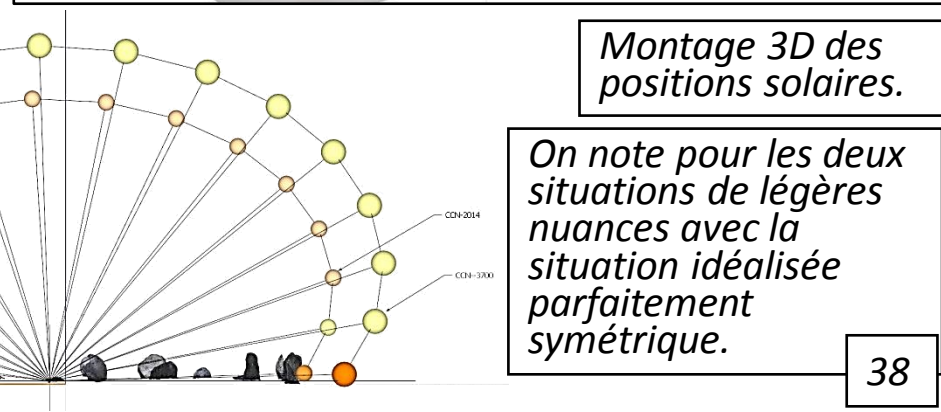 Montage 3D des
positions solaires.
On note pour les deux
situations de légères
nuances avec la
situation idéalisée
parfaitement
symétrique.
CCN-2014
CCN--3700
38